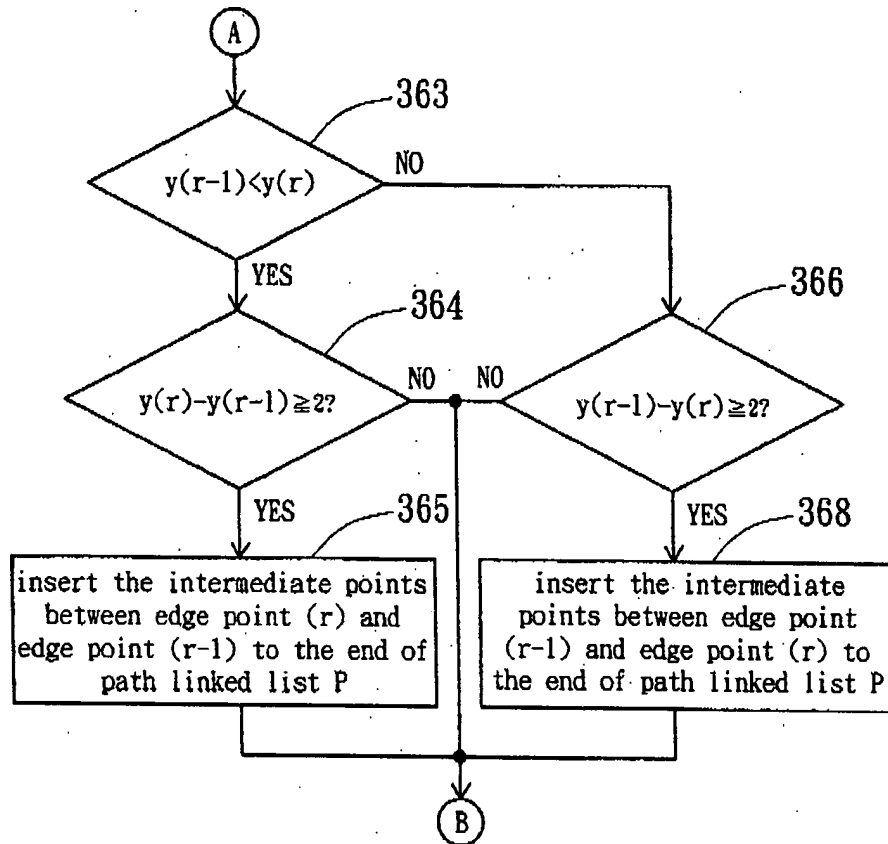 A
363
y(r-1)<y(r)
NO
YES
364
366
y(r)-y(r-1)≧2?
NO
NO
y(r-1)-y(r)≧2?
YES
365
YES
368
insert the intermediate points
between edge point (r) and
edge point (r-1) to the end of
path linked list P
insert the intermediate
points between edge point
(r-1) and edge point (r) to
the end of path linked list P
B